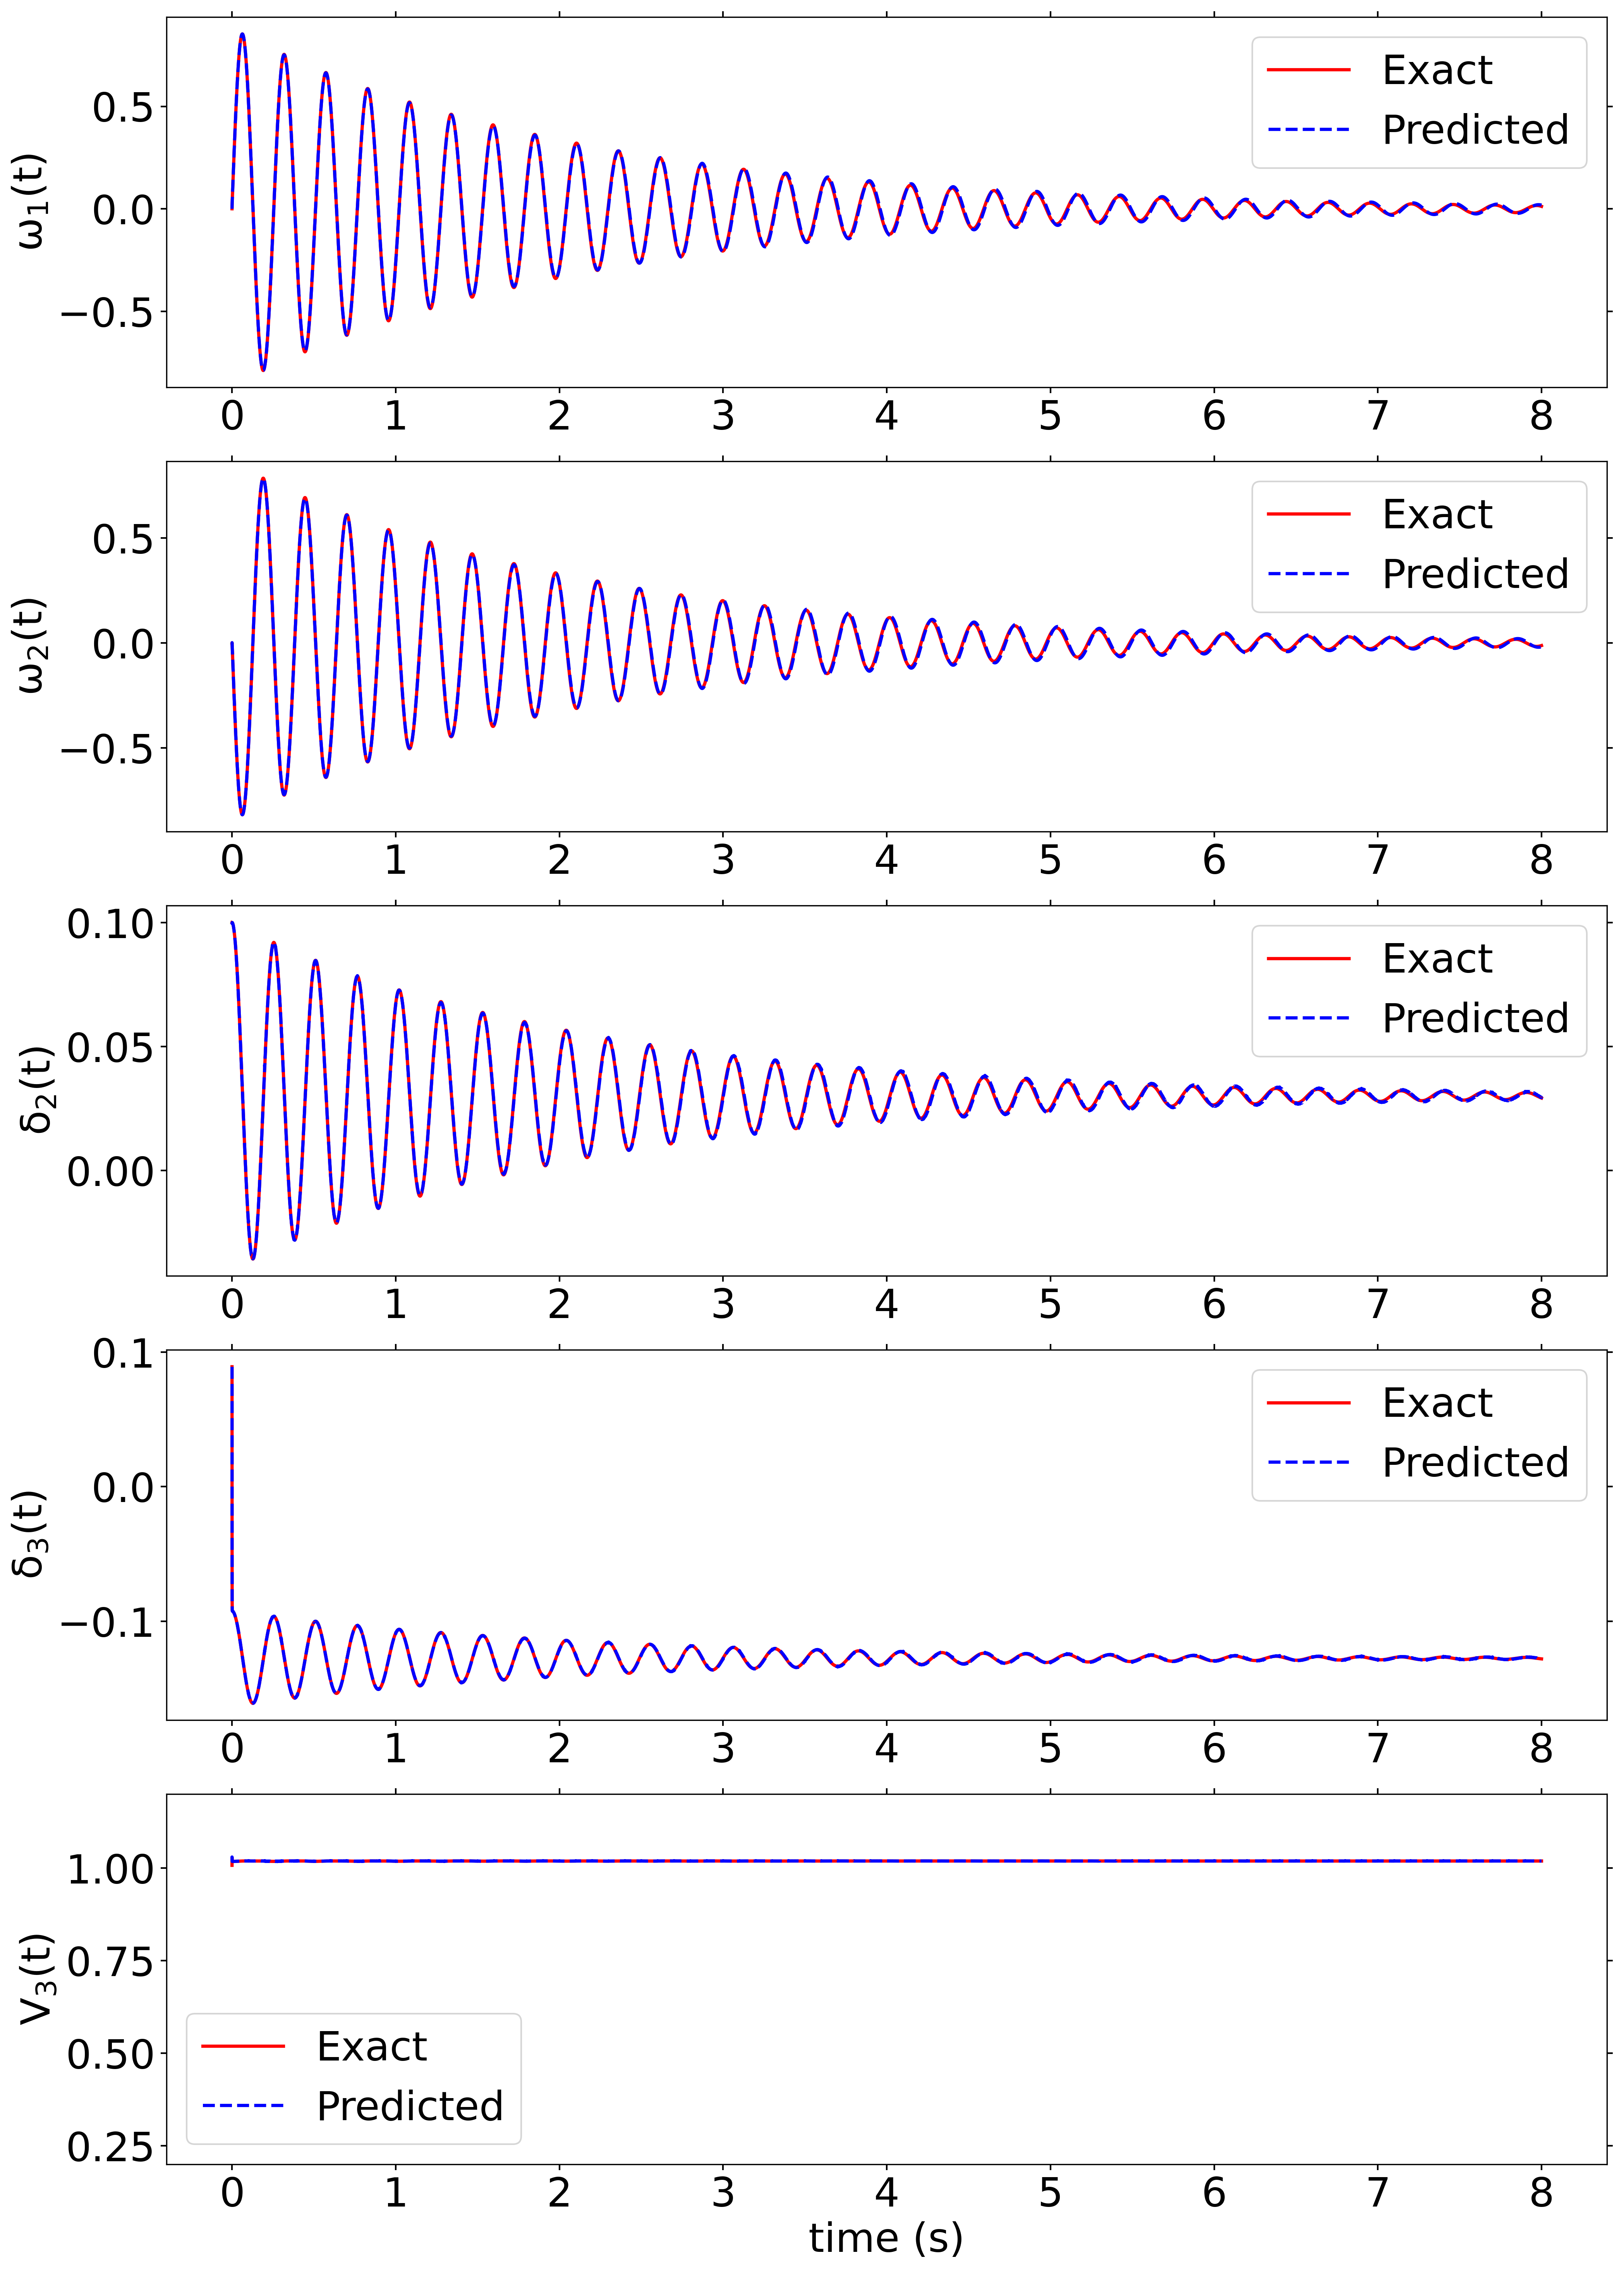 ω₁(t)
0.5
0.0
−0.5
Exact
Predicted
0 1 2 3 4 5 6 7 8
ω₂(t)
0.5
0.0
−0.5
Exact
Predicted
0 1 2 3 4 5 6 7 8
δ₂(t)
0.10
0.05
0.00
Exact
Predicted
0 1 2 3 4 5 6 7 8
δ₃(t)
0.1
0.0
−0.1
Exact
Predicted
0 1 2 3 4 5 6 7 8
V₃(t)
1.00
0.75
0.50
0.25
Exact
Predicted
0 1 2 3 4 5 6 7 8
time (s)